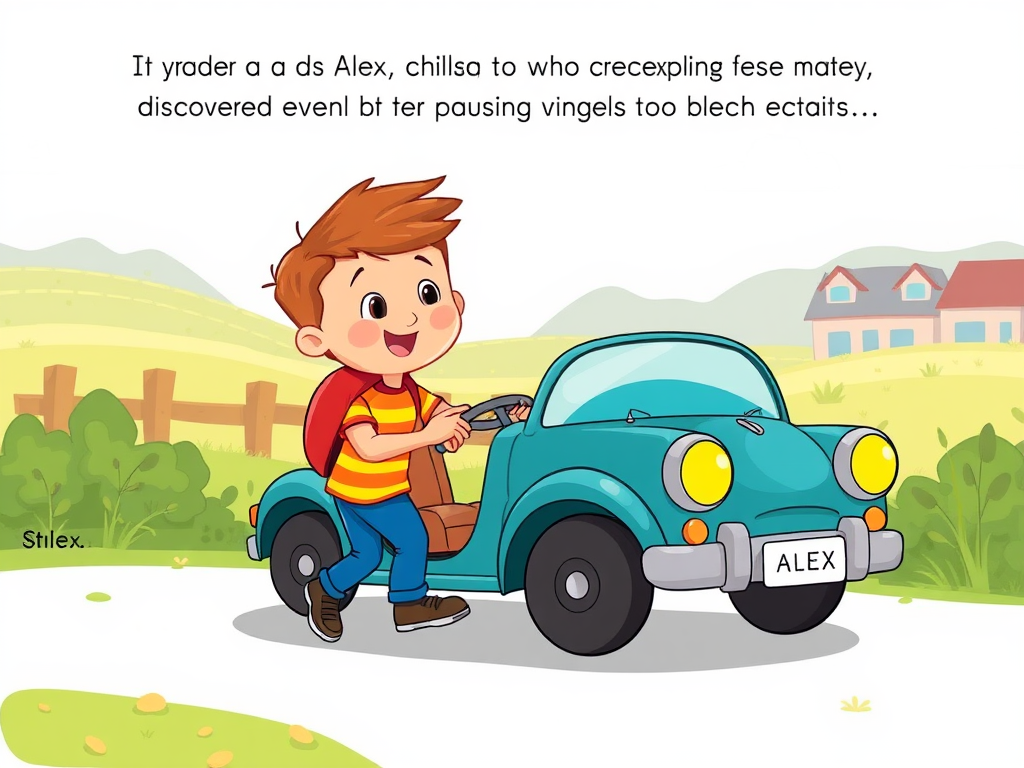 It yrader a a ds Alex, chillsa to who crecexpling fese matey,
discovered evenl bt ter pausing vingels too blech ectaits...
Stilex.
ALEX